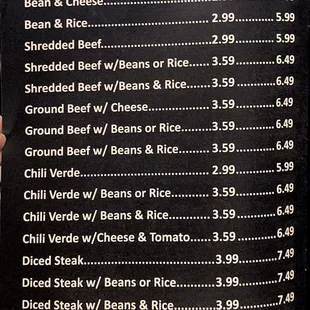 Bean & Cheese
Bean & Rice................................. 2.99............ 5.99
Shredded Beef............................2.99............ 5.99
Shredded Beef w/Beans or Rice......3.59............ 6.49
Shredded Beef w/Beans & Rice.......3.59............ 6.49
Ground Beef w/ Cheese.................3.59............ 6.49
Ground Beef w/ Beans or Rice........3.59............ 6.49
Ground Beef w/ Beans & Rice.........3.59............ 6.49
Chili Verde...................................2.99............ 5.99
Chili Verde w/ Beans or Rice..........3.59............ 6.49
Chili Verde w/ Beans & Rice...........3.59............ 6.49
Chili Verde w/Cheese & Tomato......3.59............ 6.49
Diced Steak..................................3.99............7.49
Diced Steak w/ Beans or Rice..........3.99............7.49
Diced Steak w/ Beans & Rice...........3.99............7.49